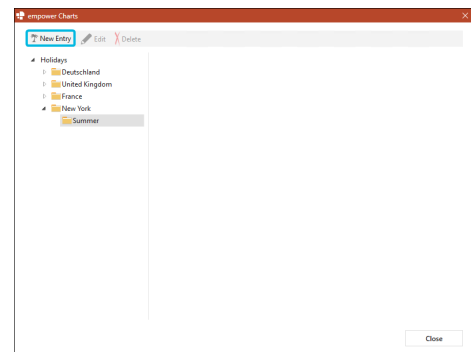 empower Charts
New Entry Edit Delete
Holidays
Deutschland
United Kingdom
France
New York
Summer
Close